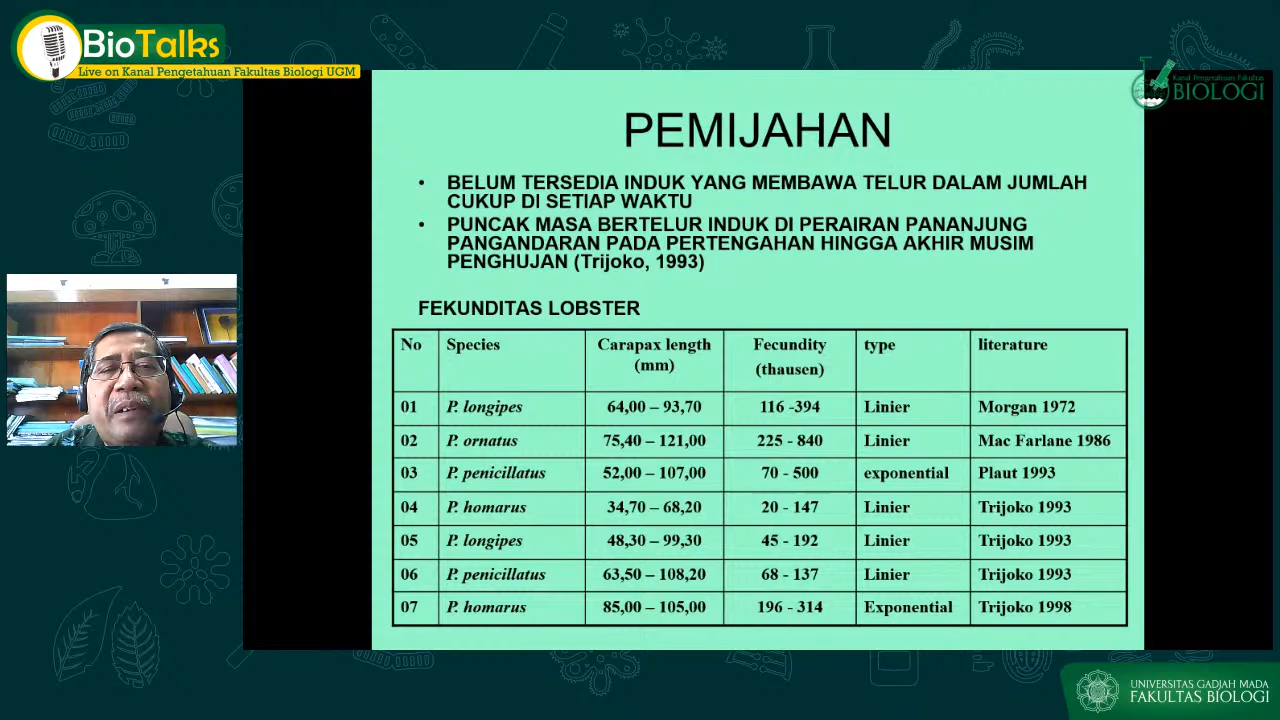 BioTalks
Live on Kanal Pengetahuan Fakultas Biologi UGM
Kanal Pengetahuan Fakultas
BIOLOGI
PEMIJAHAN
• BELUM TERSEDIA INDUK YANG MEMBAWA TELUR DALAM JUMLAH
CUKUP DI SETIAP WAKTU
• PUNCAK MASA BERTELUR INDUK DI PERAIRAN PANANJUNG
PANGANDARAN PADA PERTENGAHAN HINGGA AKHIR MUSIM
PENGHUJAN (Trijoko, 1993)
FEKUNDITAS LOBSTER
No Species Carapax length (mm) Fecundity (thausen) type literature
01 P. longipes 64,00 – 93,70 116 -394 Linier Morgan 1972
02 P. ornatus 75,40 – 121,00 225 - 840 Linier Mac Farlane 1986
03 P. penicillatus 52,00 – 107,00 70 - 500 exponential Plaut 1993
04 P. homarus 34,70 – 68,20 20 - 147 Linier Trijoko 1993
05 P. longipes 48,30 – 99,30 45 - 192 Linier Trijoko 1993
06 P. penicillatus 63,50 – 108,20 68 - 137 Linier Trijoko 1993
07 P. homarus 85,00 – 105,00 196 - 314 Exponential Trijoko 1998
UNIVERSITAS GADJAH MADA
FAKULTAS BIOLOGI